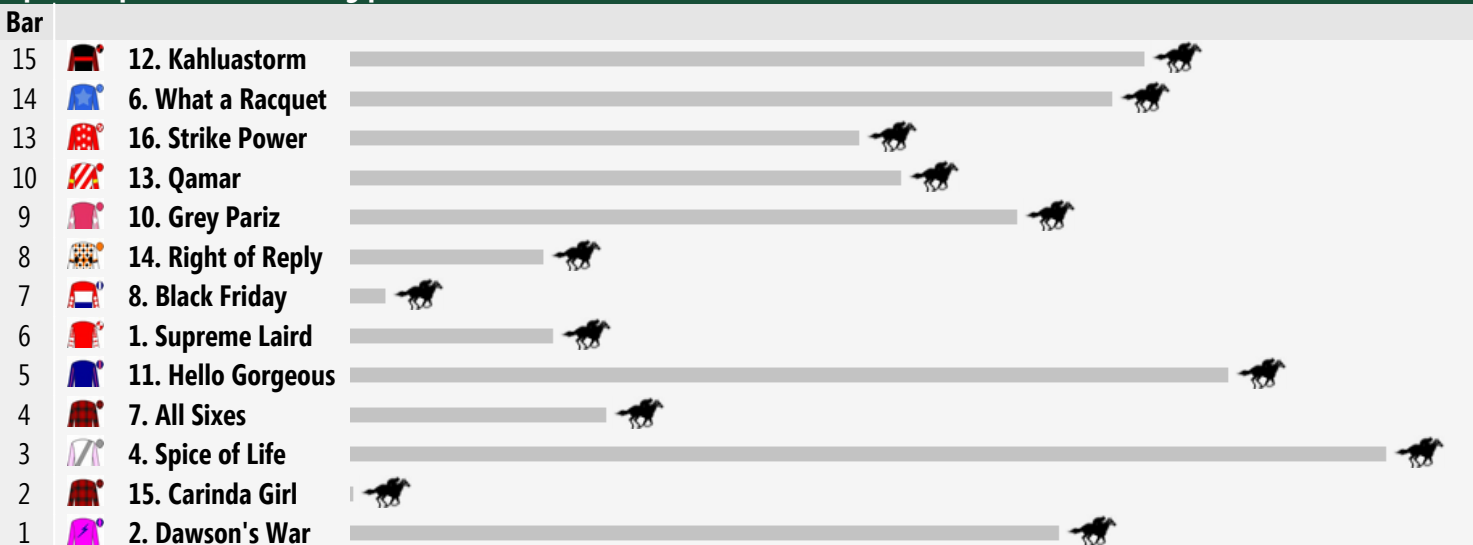 Bar
15 12. Kahluastorm
14 6. What a Racquet
13 16. Strike Power
10 13. Qamar
9 10. Grey Pariz
8 14. Right of Reply
7 8. Black Friday
6 1. Supreme Laird
5 11. Hello Gorgeous
4 7. All Sixes
3 4. Spice of Life
2 15. Carinda Girl
1 2. Dawson's War